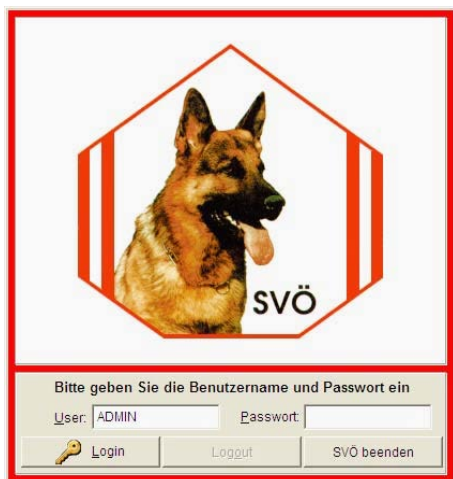 SVÖ
Bitte geben Sie die Benutzername und Passwort ein
User: ADMIN Passwort:
Login Logout SVÖ beenden